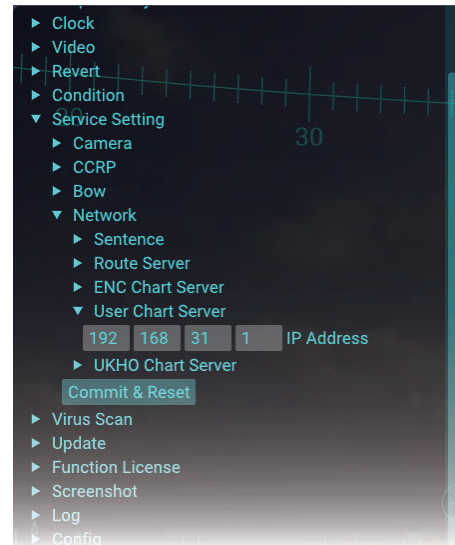 Clock
Video
Revert
Condition
Service Setting
30
Camera
CCRP
Bow
Network
Sentence
Route Server
ENC Chart Server
User Chart Server
192 168 31 1 IP Address
UKHO Chart Server
Commit & Reset
Virus Scan
Update
Function License
Screenshot
Log
Config